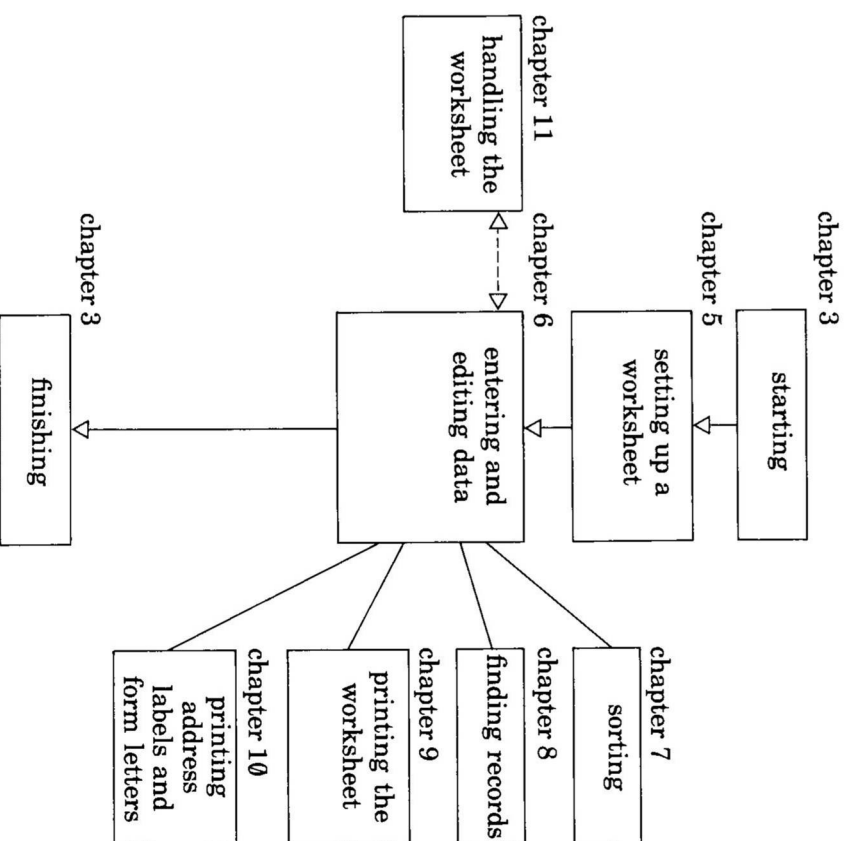 chapter 3
starting
chapter 5
setting up a
worksheet
chapter 11
handling the
worksheet
chapter 6
entering and
editing data
chapter 7
sorting
chapter 8
finding records
chapter 9
printing the
worksheet
chapter 10
printing
address
labels and
form letters
chapter 3
finishing